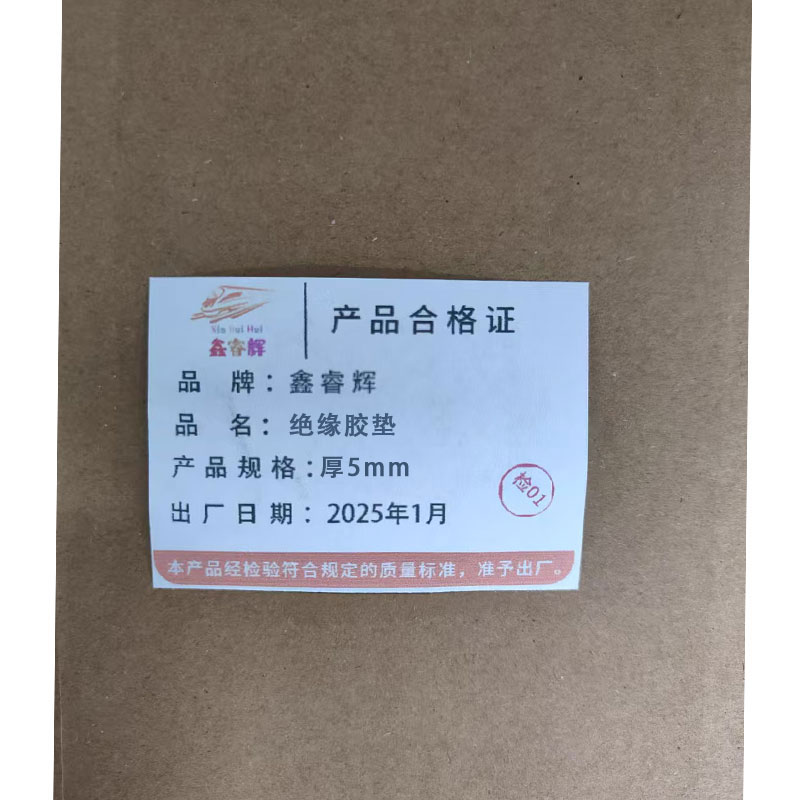 Xin Rui Hui
鑫睿辉
产品合格证
品 牌：鑫睿辉
品 名：绝缘胶垫
产品规格：厚5mm
出厂日期：2025年1月
检01
本产品经检验符合规定的质量标准，准予出厂。